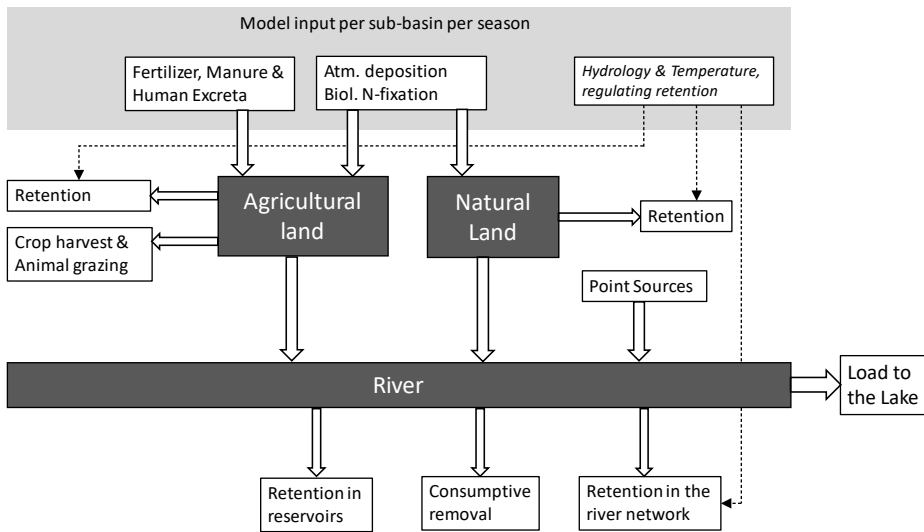 Model input per sub-basin per season
Fertilizer, Manure &
Human Excreta
Atm. deposition
Biol. N-fixation
Hydrology & Temperature,
regulating retention
Retention
Agricultural
land
Natural
Land
Retention
Crop harvest &
Animal grazing
Point Sources
River
Load to
the Lake
Retention in
reservoirs
Consumptive
removal
Retention in the
river network